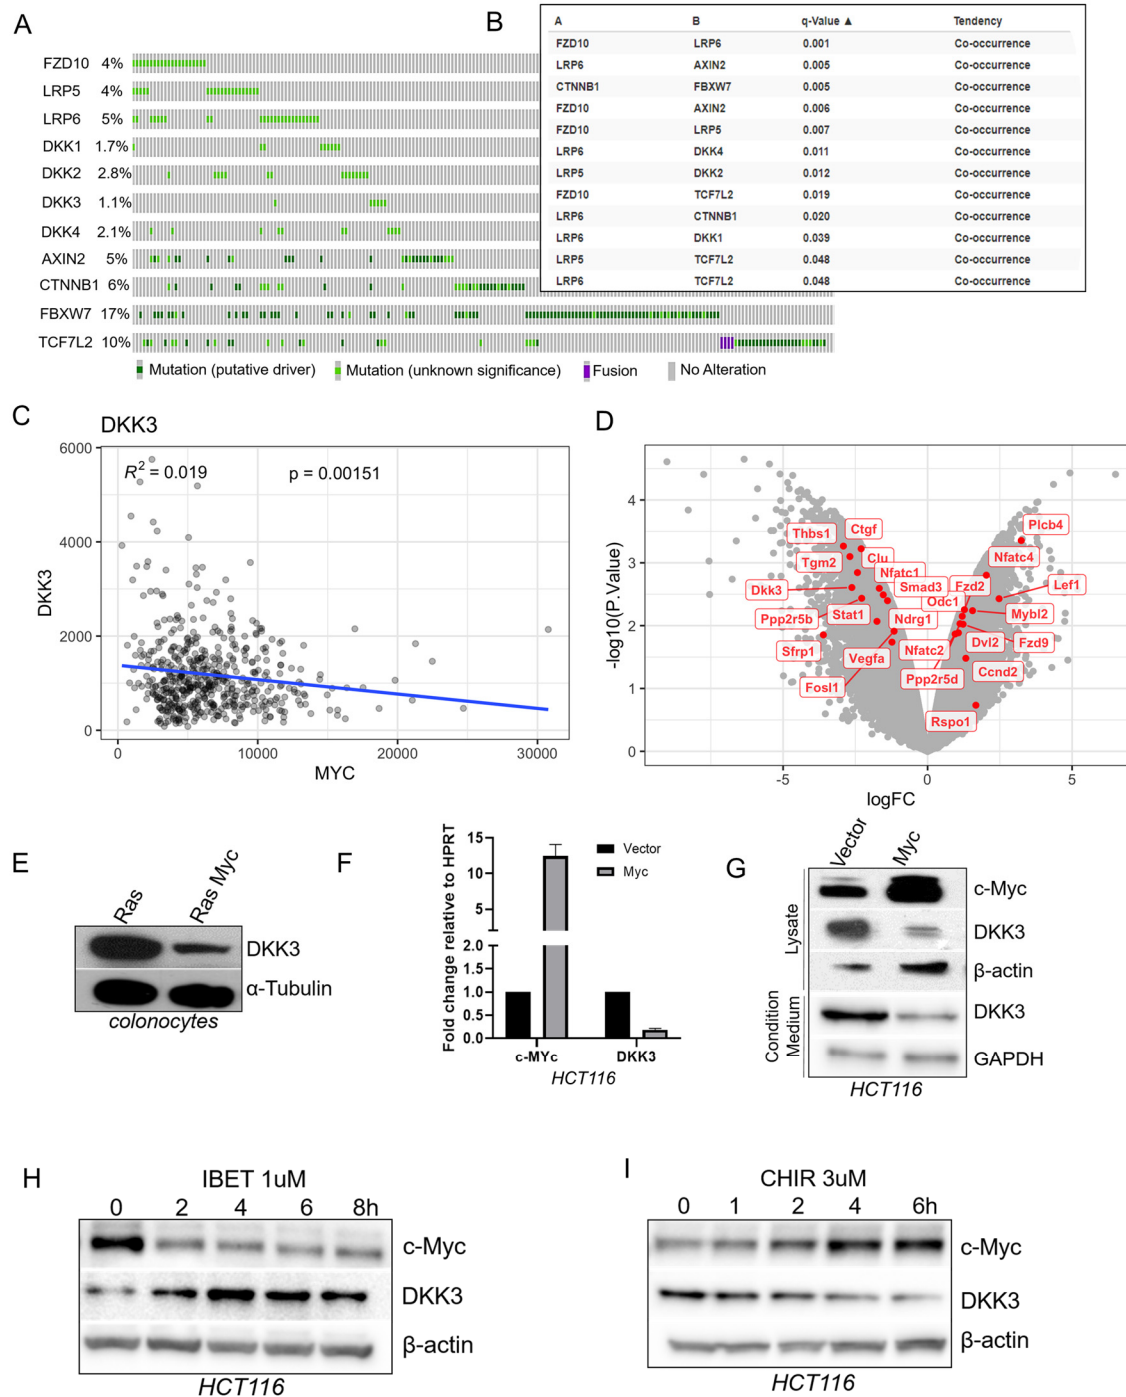 A
FZD10 4%
LRP5 4%
LRP6 5%
DKK1 1.7%
DKK2 2.8%
DKK3 1.1%
DKK4 2.1%
AXIN2 5%
CTNNB1 6%
FBXW7 17%
TCF7L2 10%
Mutation (putative driver) Mutation (unknown significance) Fusion No Alteration
B
A B q-Value ▲ Tendency
FZD10 LRP6 0.001 Co-occurrence
LRP6 AXIN2 0.005 Co-occurrence
CTNNB1 FBXW7 0.005 Co-occurrence
FZD10 AXIN2 0.006 Co-occurrence
FZD10 LRP5 0.007 Co-occurrence
LRP6 DKK4 0.011 Co-occurrence
LRP5 DKK2 0.012 Co-occurrence
FZD10 TCF7L2 0.019 Co-occurrence
LRP6 CTNNB1 0.020 Co-occurrence
LRP6 DKK1 0.039 Co-occurrence
LRP5 TCF7L2 0.048 Co-occurrence
LRP6 TCF7L2 0.048 Co-occurrence
C
DKK3
R² = 0.019 p = 0.00151
6000
4000
2000
0
DKK3
0 10000 20000 30000
MYC
D
4
3
2
1
0
-log10(P.Value)
Thbs1 Ctgf Plcb4
Tgm2 Clu Nfatc4
Nfatc1
Dkk3 Smad3 Fzd2 Lef1
Odc1
Ppp2r5b Stat1 Ndrg1 Mybl2
Sfrp1 Vegfa Nfatc2 Dvl2 Fzd9
Fosl1 Ppp2r5d Ccnd2
Rspo1
-5 0 5
logFC
E
Ras Ras Myc
DKK3
α-Tubulin
colonocytes
F
Fold change relative to HPRT
15
10
5
2.0
1.5
1.0
0.5
0.0
Vector
Myc
c-MYc DKK3
HCT116
G
Vector Myc
Lysate
c-Myc
DKK3
β-actin
Condition
Medium
DKK3
GAPDH
HCT116
H
IBET 1uM
0 2 4 6 8h
c-Myc
DKK3
β-actin
HCT116
I
CHIR 3uM
0 1 2 4 6h
c-Myc
DKK3
β-actin
HCT116